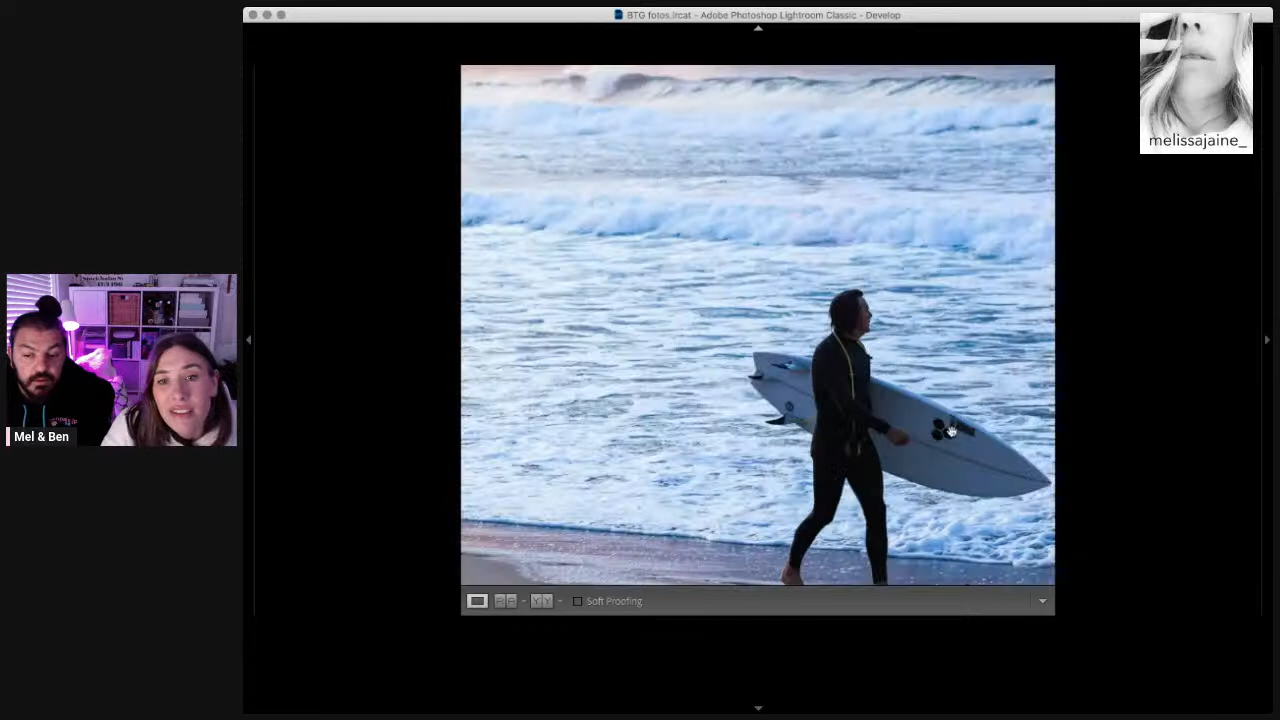 BTG fotos.lrcat - Adobe Photoshop Lightroom Classic - Develop
melissajaine_
Mel & Ben
Soft Proofing